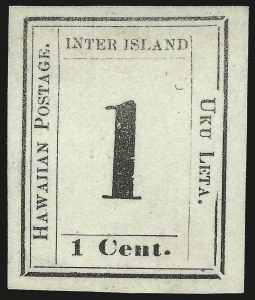 INTER ISLAND
HAWAIIAN POSTAGE.
1
UKU LETA.
1 Cent.